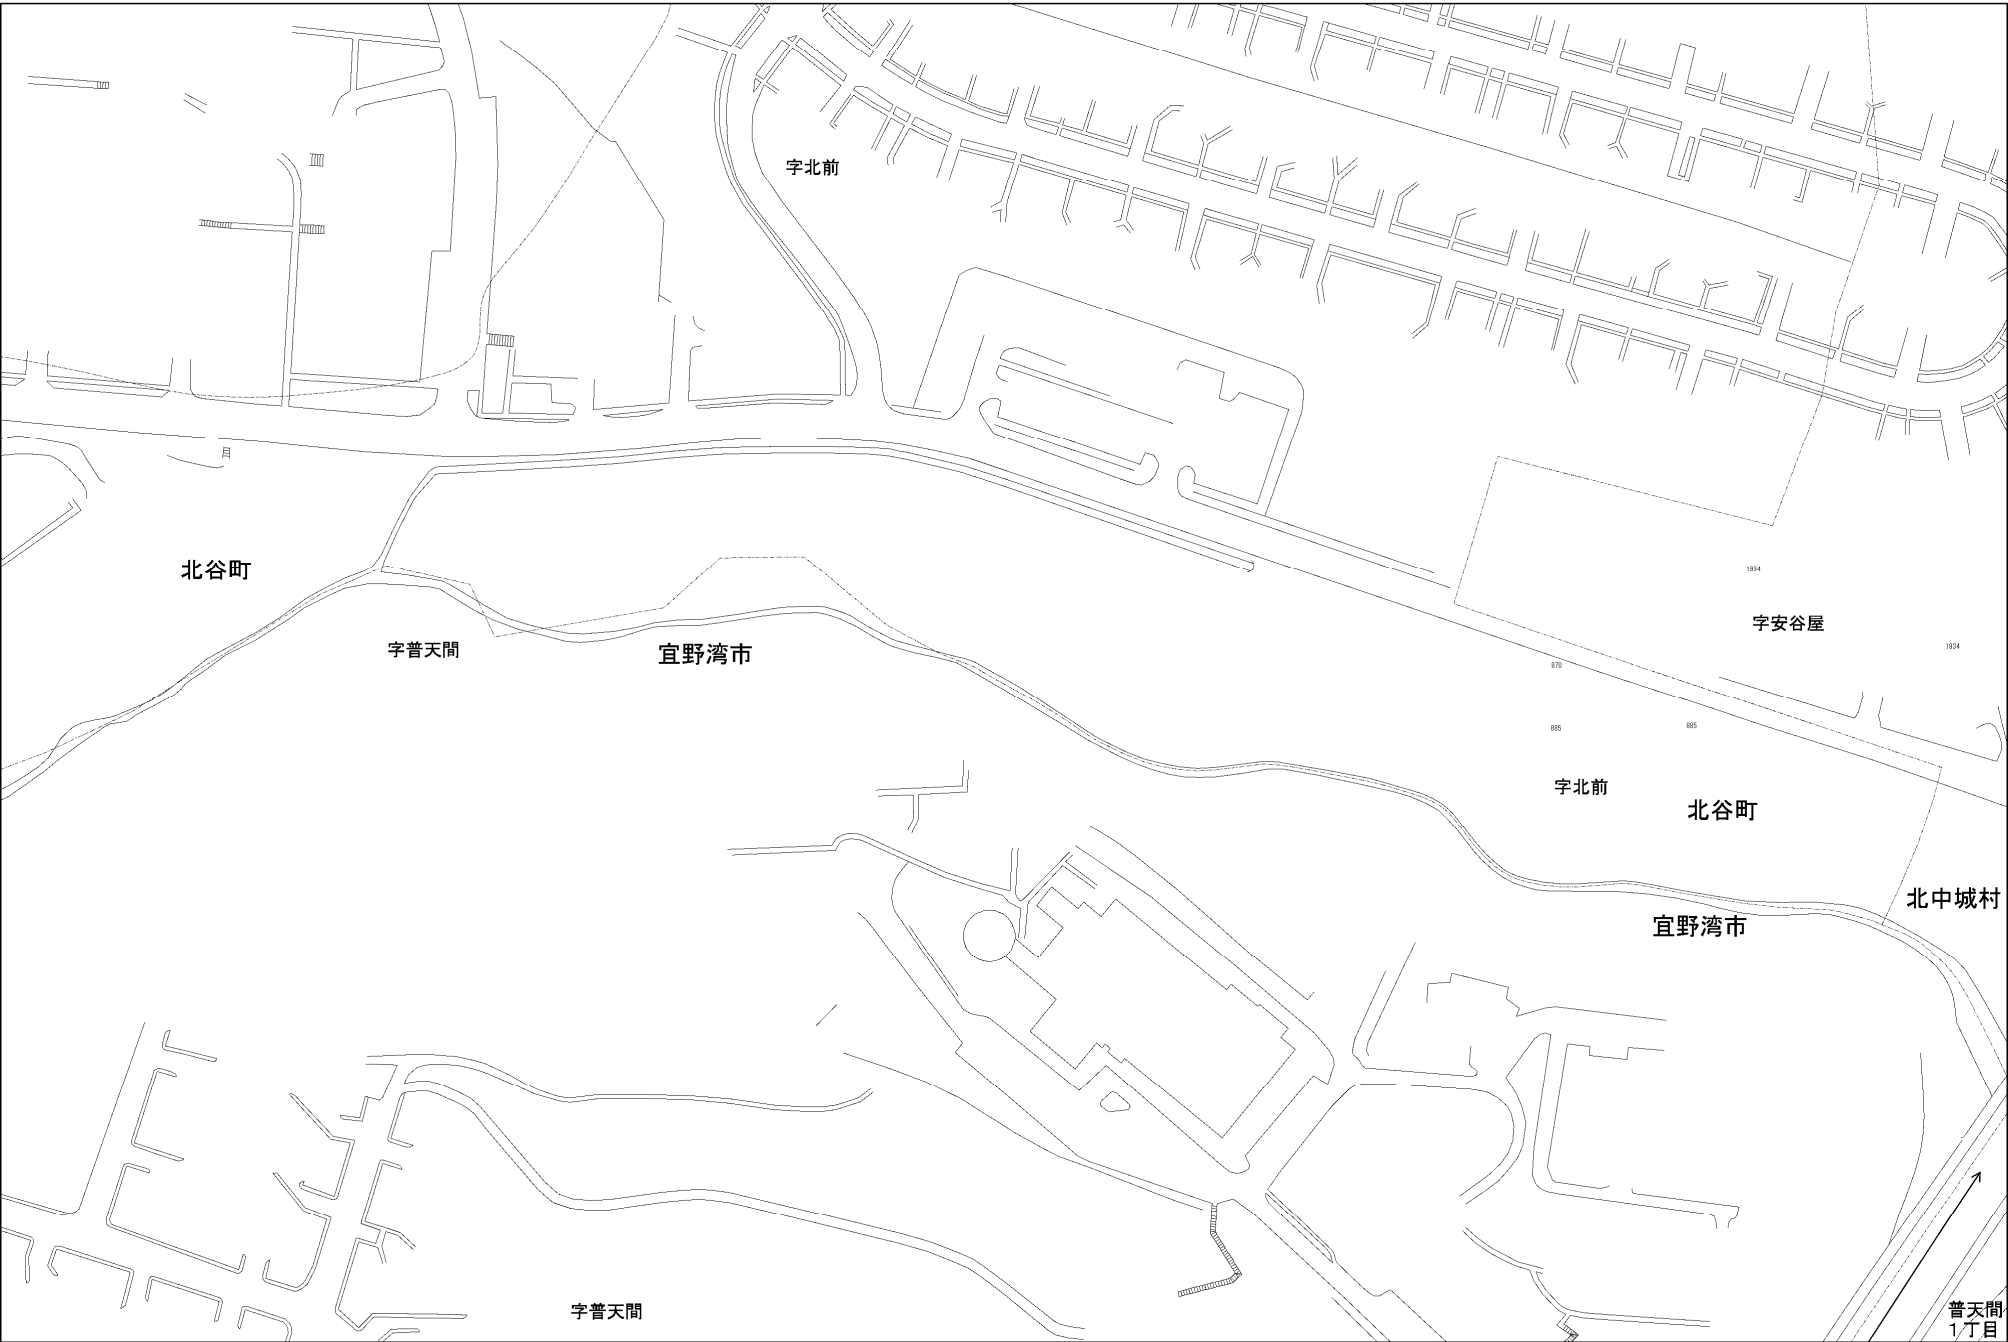 字北前
北谷町
1934
字安谷屋
字普天間
宜野湾市
1934
870
885
885
字北前
北谷町
北中城村
宜野湾市
字普天間
普天間
1丁目